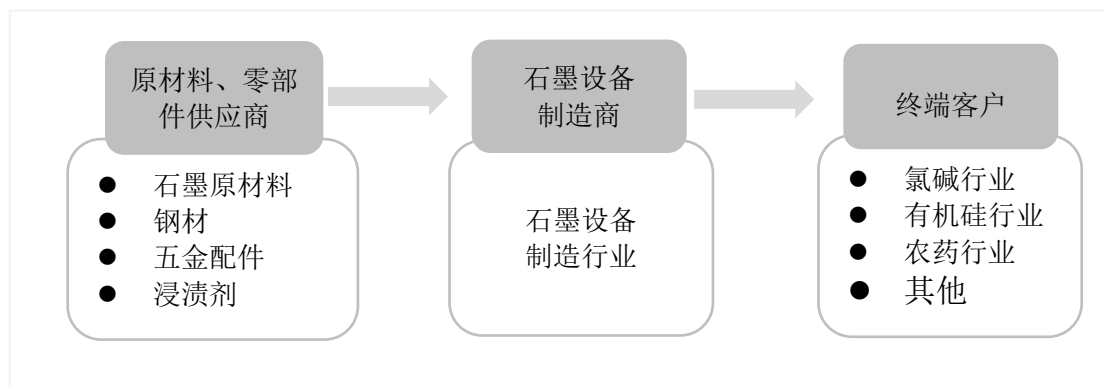 原材料、零部
件供应商
● 石墨原材料
● 钢材
● 五金配件
● 浸渍剂
石墨设备
制造商
石墨设备
制造行业
终端客户
● 氯碱行业
● 有机硅行业
● 农药行业
● 其他